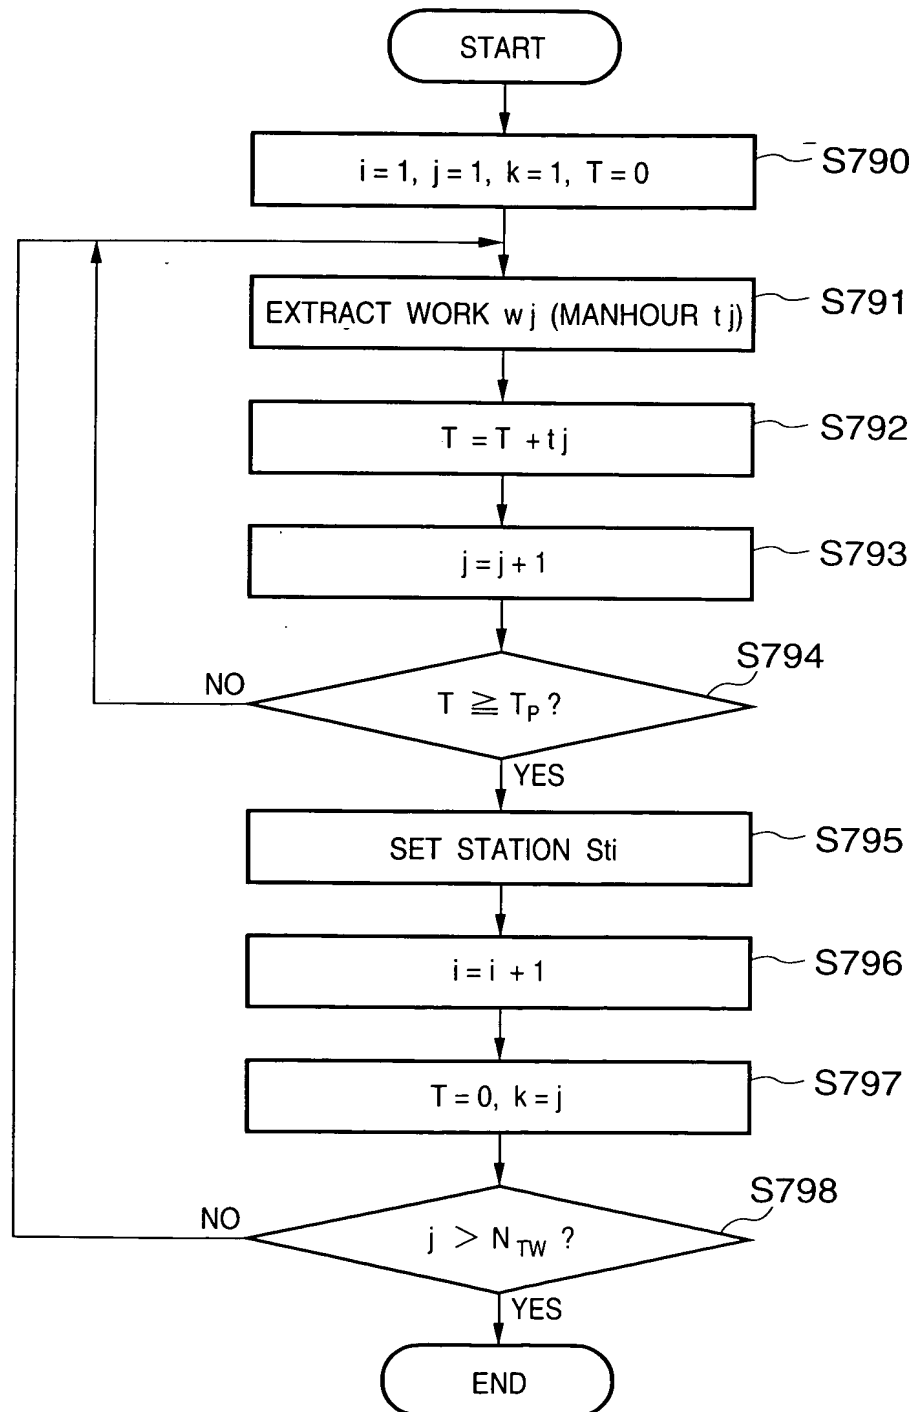 START
i = 1, j = 1, k = 1, T = 0
S790
EXTRACT WORK wj (MANHOUR tj)
S791
T = T + tj
S792
j = j + 1
S793
S794
NO
T ≧ TP ?
YES
SET STATION Sti
S795
i = i + 1
S796
T = 0, k = j
S797
S798
NO
j > NTW ?
YES
END